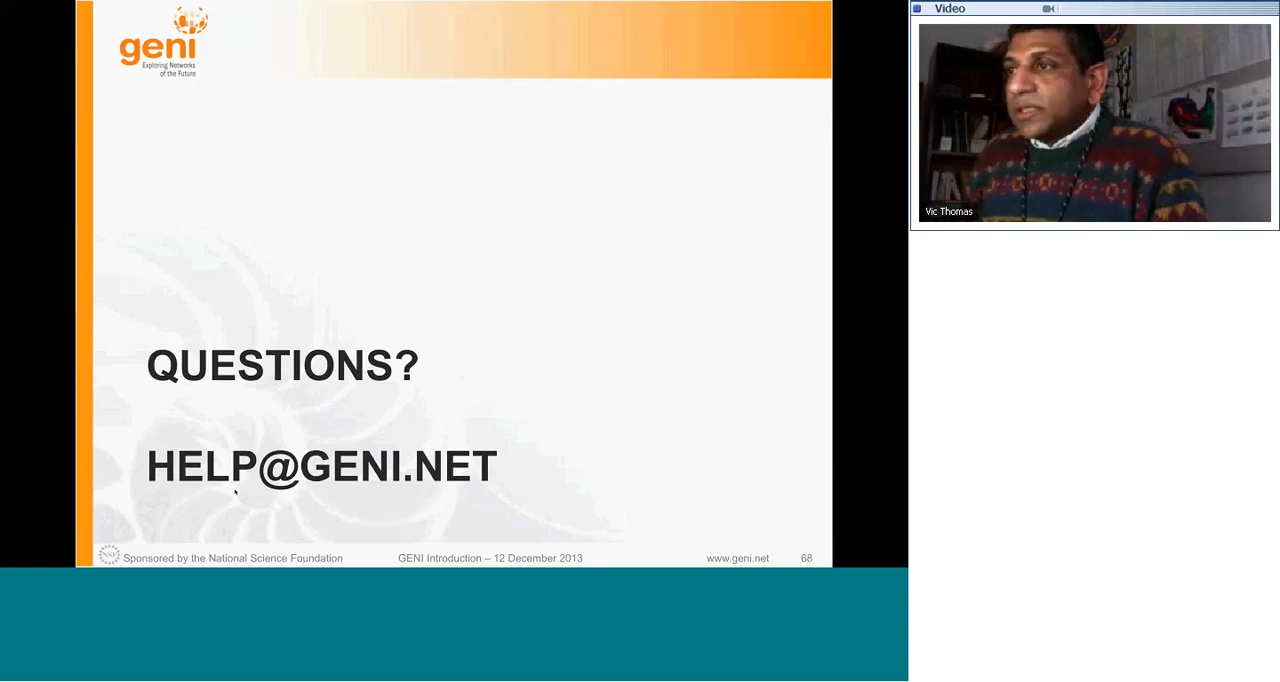 geni
Exploring Networks
of the Future
QUESTIONS?
HELP@GENI.NET
Sponsored by the National Science Foundation
GENI Introduction – 12 December 2013
www.geni.net
68
Video
Vic Thomas